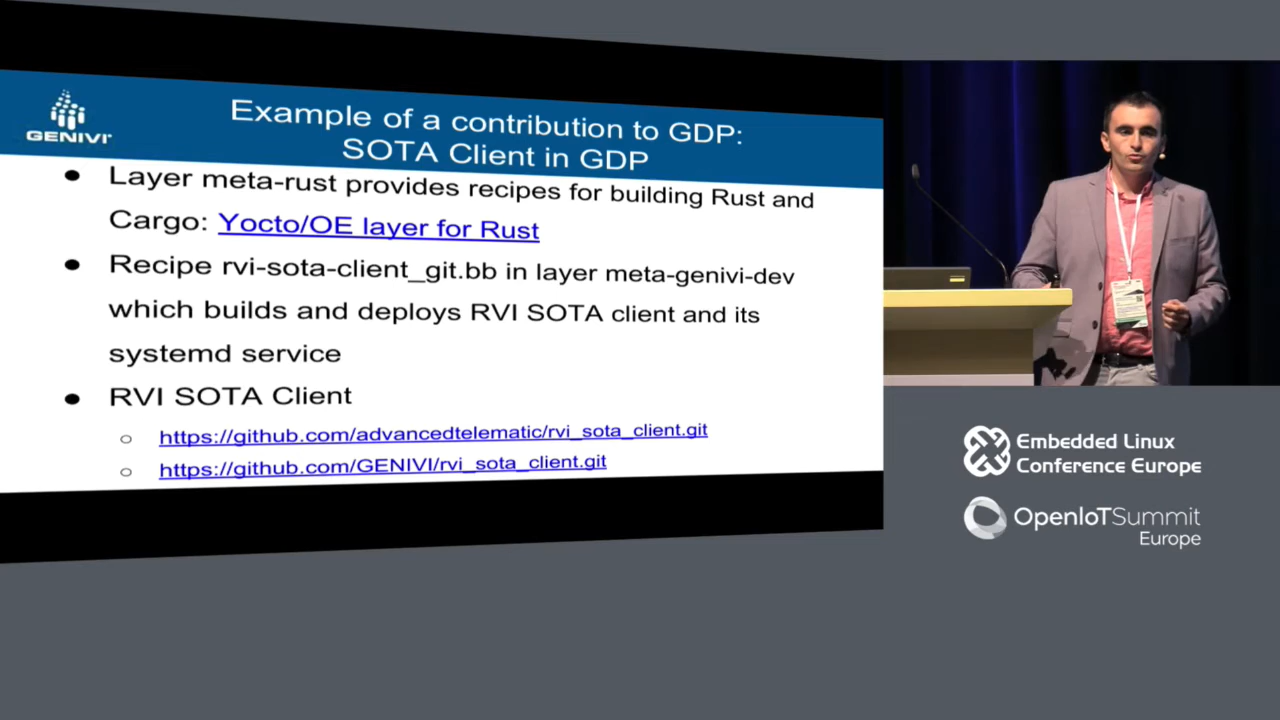 GENIVI
Example of a contribution to GDP:
SOTA Client in GDP
● Layer meta-rust provides recipes for building Rust and
Cargo: Yocto/OE layer for Rust
● Recipe rvi-sota-client_git.bb in layer meta-genivi-dev
which builds and deploys RVI SOTA client and its
systemd service
● RVI SOTA Client
○ https://github.com/advancedtelematic/rvi_sota_client.git
○ https://github.com/GENIVI/rvi_sota_client.git
Embedded Linux
Conference Europe
OpenIoTSummit
Europe